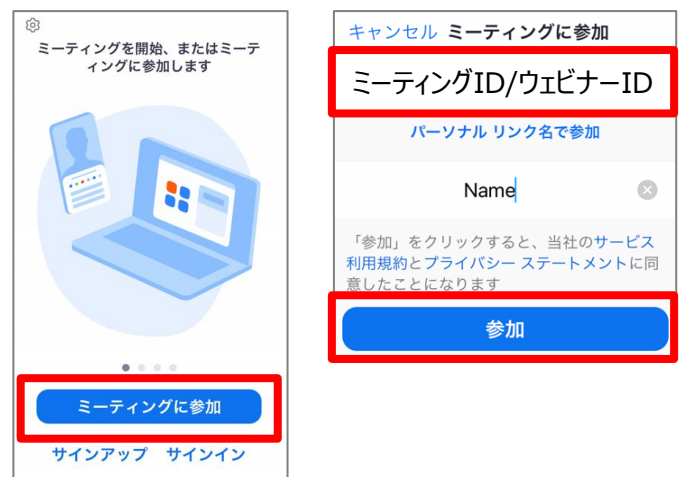 ミーティングを開始、またはミーテ
ィングに参加します
ミーティングに参加
サインアップ サインイン
キャンセル ミーティングに参加
ミーティングID/ウェビナーID
パーソナル リンク名で参加
Name
「参加」をクリックすると、当社のサービス
利用規約とプライバシー ステートメントに同
意したことになります
参加